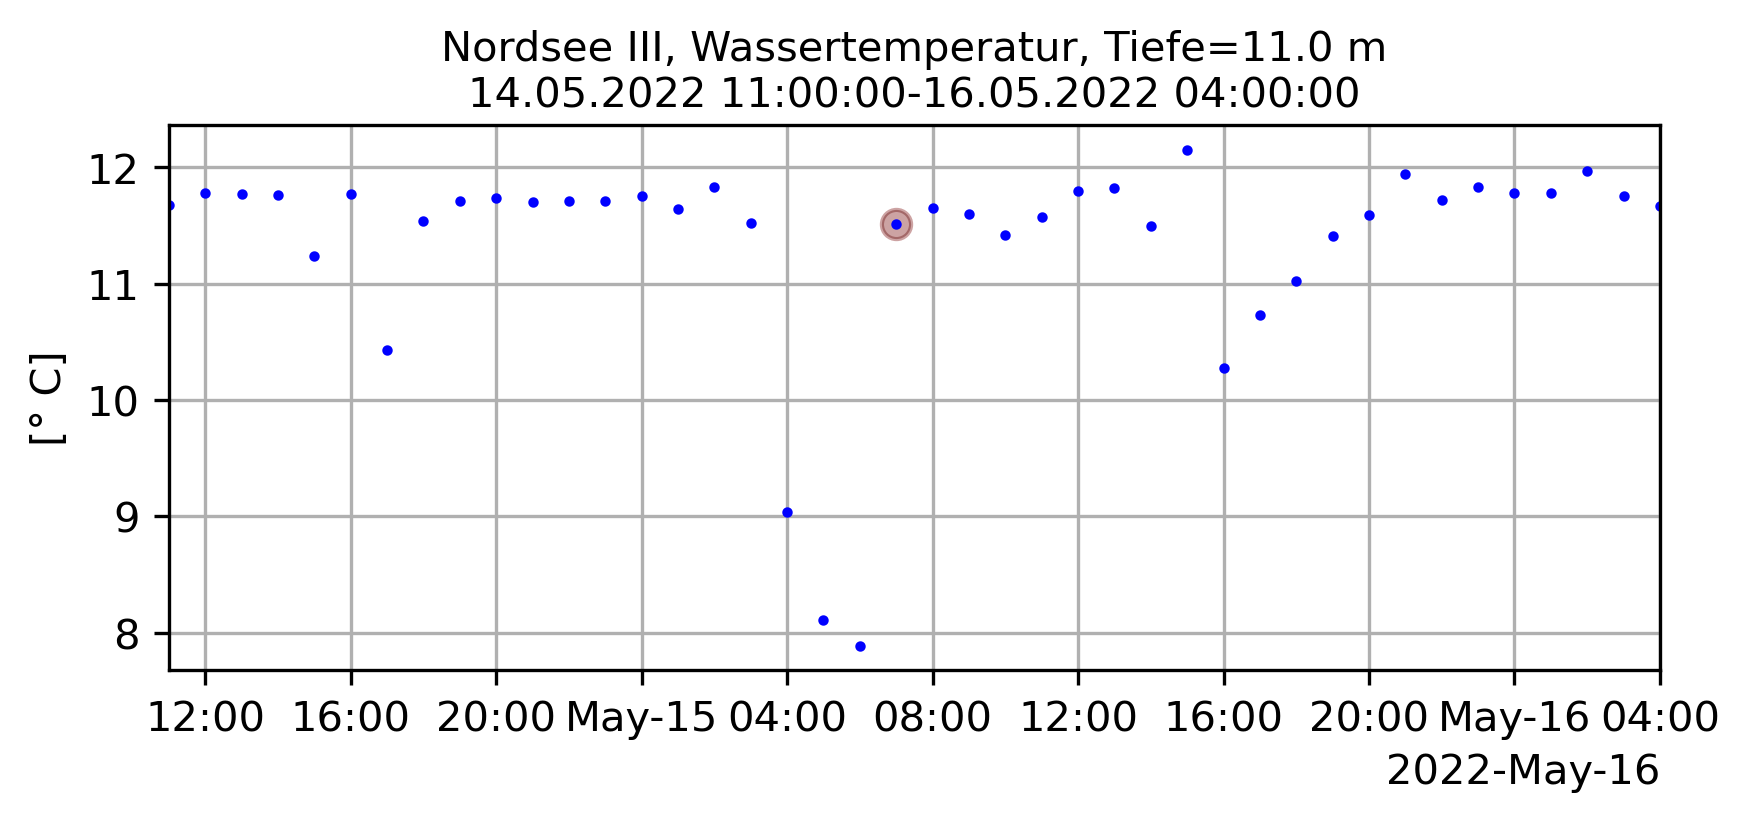 Nordsee III, Wassertemperatur, Tiefe=11.0 m
14.05.2022 11:00:00-16.05.2022 04:00:00
12
11
10
9
8
[° C]
12:00 16:00 20:00 May-15 04:00 08:00 12:00 16:00 20:00 May-16 04:00
2022-May-16